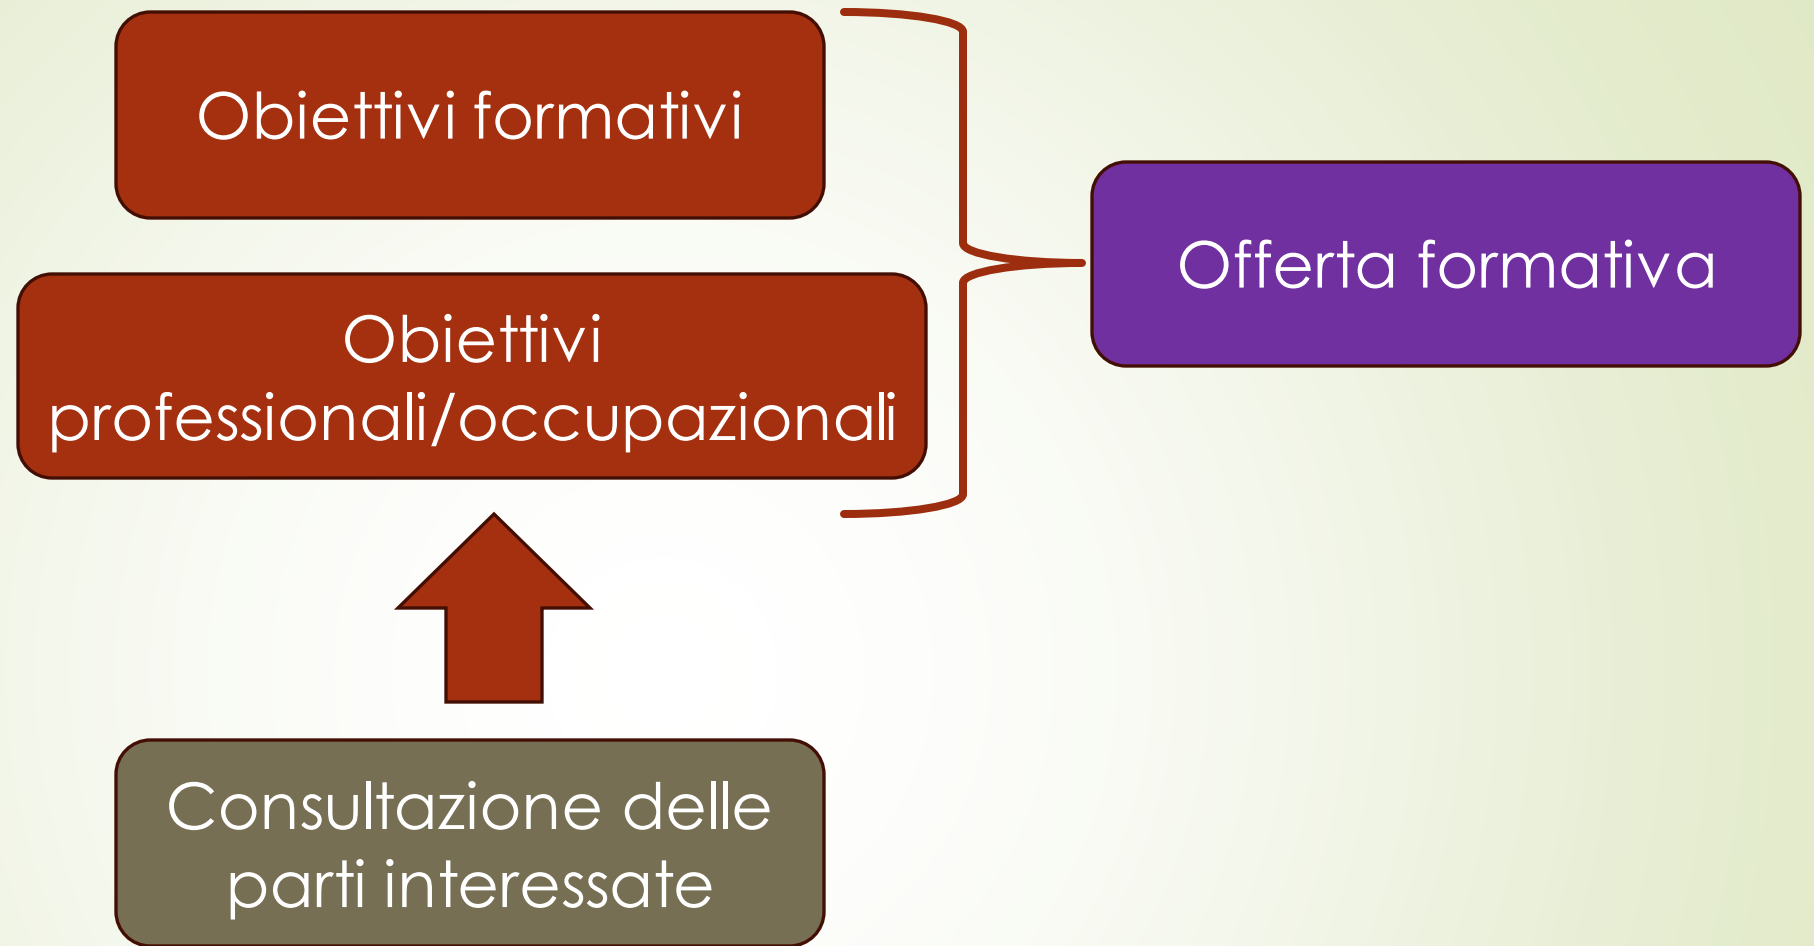 Obiettivi formativi
Obiettivi
professionali/occupazionali
Offerta formativa
Consultazione delle
parti interessate